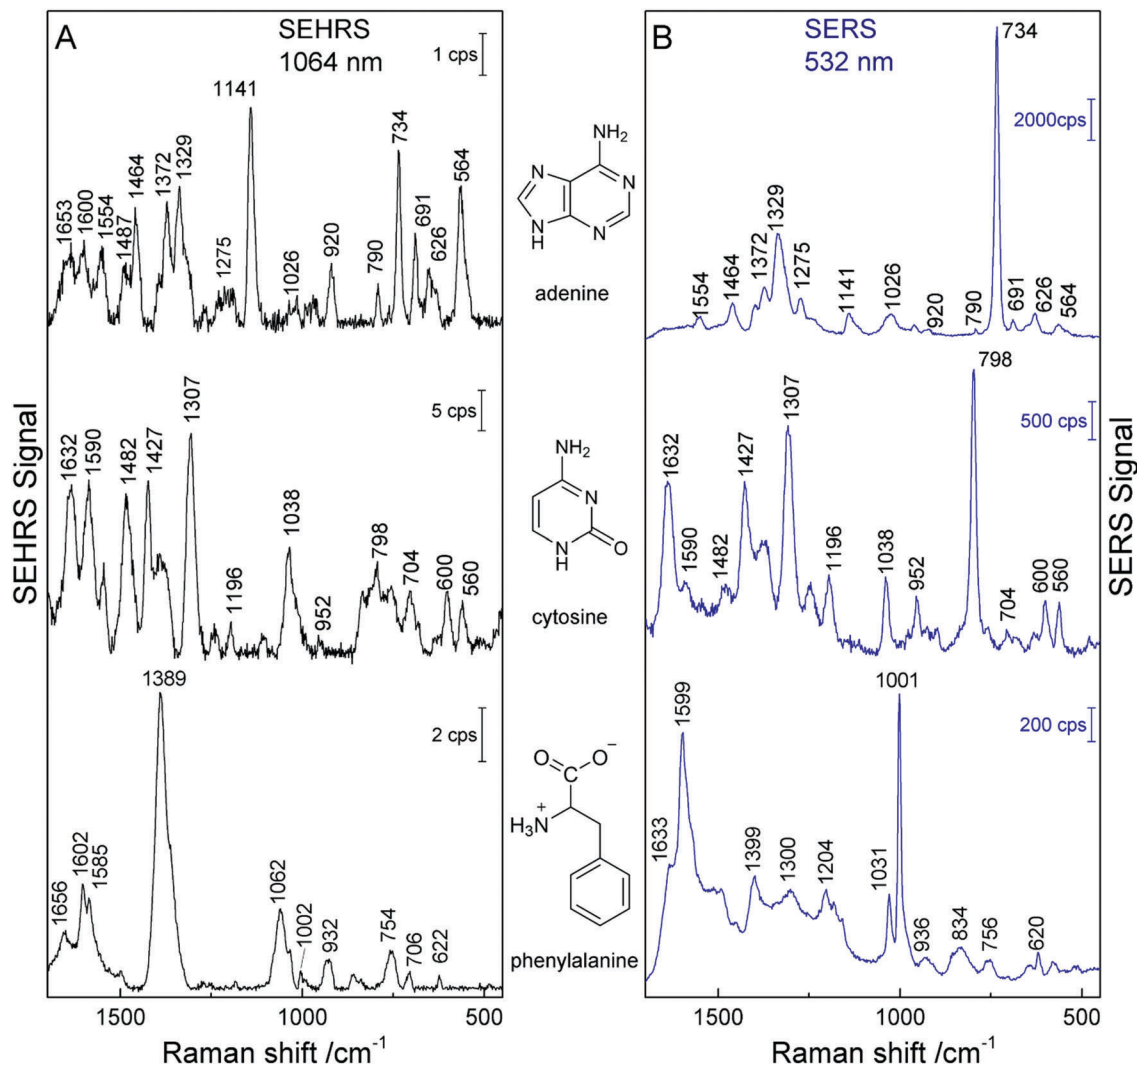 A
SEHRS
1064 nm
1 cps
1653
1600
1554
1487
1464
1372
1329
1275
1141
1026
920
790
734
691
626
564
5 cps
1632
1590
1482
1427
1307
1196
1038
952
798
704
600
560
2 cps
1656
1602
1585
1389
1062
1002
932
754
706
622
SEHRS Signal
1500
1000
500
Raman shift /cm⁻¹
NH₂
N
N
N
NH
adenine
NH₂
N
NH
O
cytosine
O
O⁻
C
H₃N⁺
phenylalanine
B
SERS
532 nm
2000cps
1554
1464
1372
1329
1275
1141
1026
920
790
734
691
626
564
500 cps
1632
1590
1482
1427
1307
1196
1038
952
798
704
600
560
200 cps
1633
1599
1399
1300
1204
1031
1001
936
834
756
620
SERS Signal
1500
1000
500
Raman shift /cm⁻¹